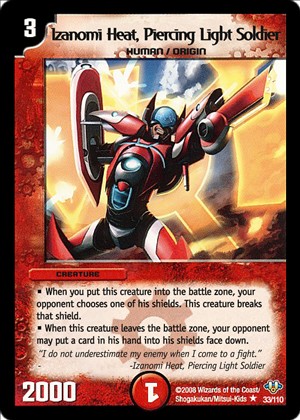 3
Izanomi Heat, Piercing Light Soldier
HUMAN / ORIGIN
CREATURE
■ When you put this creature into the battle zone, your
opponent chooses one of his shields. This creature
breaks that shield.
■ When this creature leaves the battle zone, your opponent
may put a card in his hand into his shields face down.
"I do not underestimate my enemy when I come to a fight."
-Izanomi Heat, Piercing Light Soldier
2000
1
©2008 Wizards of the Coast/
Shogakukan/Mitsui-Kids ★ 33/110